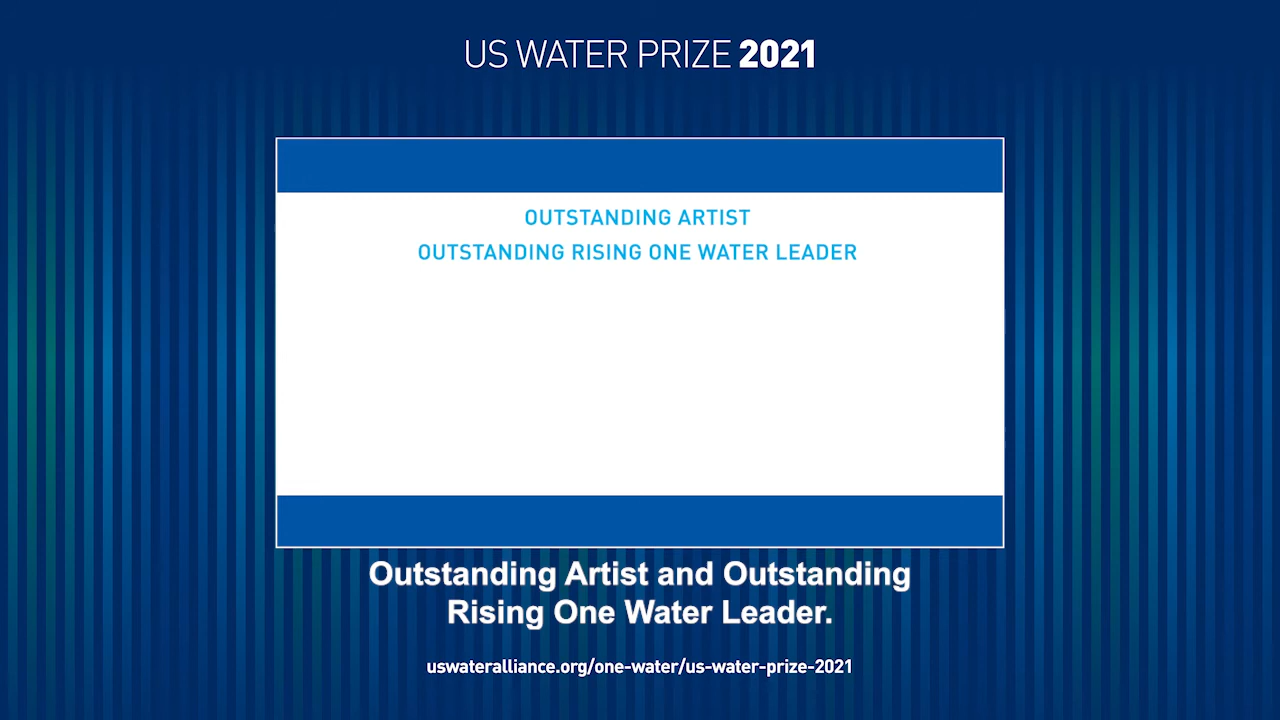 US WATER PRIZE 2021
OUTSTANDING ARTIST
OUTSTANDING RISING ONE WATER LEADER
Outstanding Artist and Outstanding
Rising One Water Leader.
uswateralliance.org/one-water/us-water-prize-2021